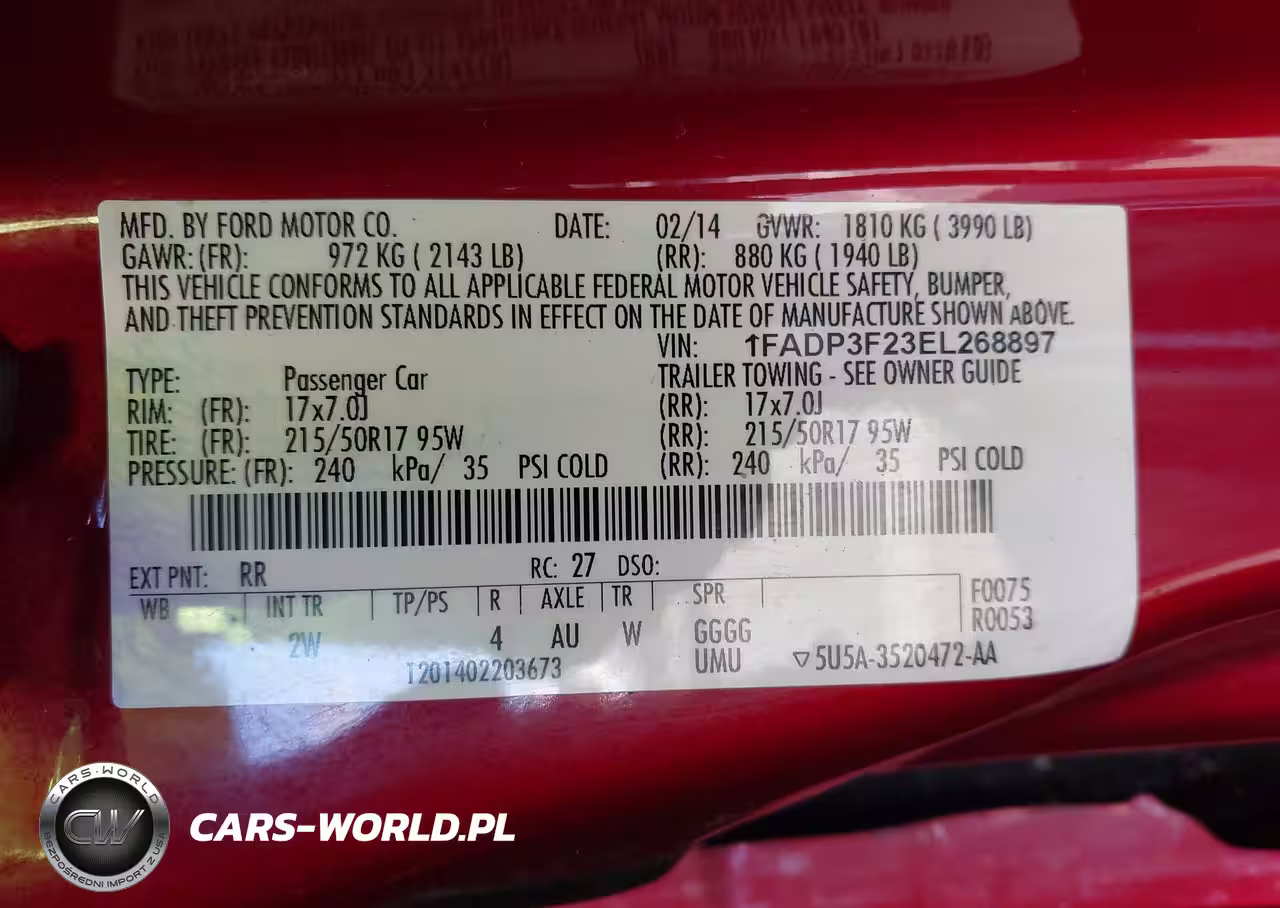 MFD. BY FORD MOTOR CO. DATE: 02/14 GVWR: 1810 KG ( 3990 LB)
GAWR: (FR): 972 KG ( 2143 LB) (RR): 880 KG ( 1940 LB)
THIS VEHICLE CONFORMS TO ALL APPLICABLE FEDERAL MOTOR VEHICLE SAFETY, BUMPER,
AND THEFT PREVENTION STANDARDS IN EFFECT ON THE DATE OF MANUFACTURE SHOWN ABOVE.
VIN: 1FADP3F23EL268897
TYPE: Passenger Car TRAILER TOWING - SEE OWNER GUIDE
RIM: (FR): 17x7.0J (RR): 17x7.0J
TIRE: (FR): 215/50R17 95W (RR): 215/50R17 95W
PRESSURE: (FR): 240 kPa/ 35 PSI COLD (RR): 240 kPa/ 35 PSI COLD
EXT PNT: RR RC: 27 DSO:
WB INT TR TP/PS R AXLE TR SPR F0075
R0053
2W 4 AU W GGGG
T201402203673 UMU ▽5U5A-3520472-AA
CARS-WORLD
CW
BEZPOŚREDNI IMPORT Z USA
CARS-WORLD.PL